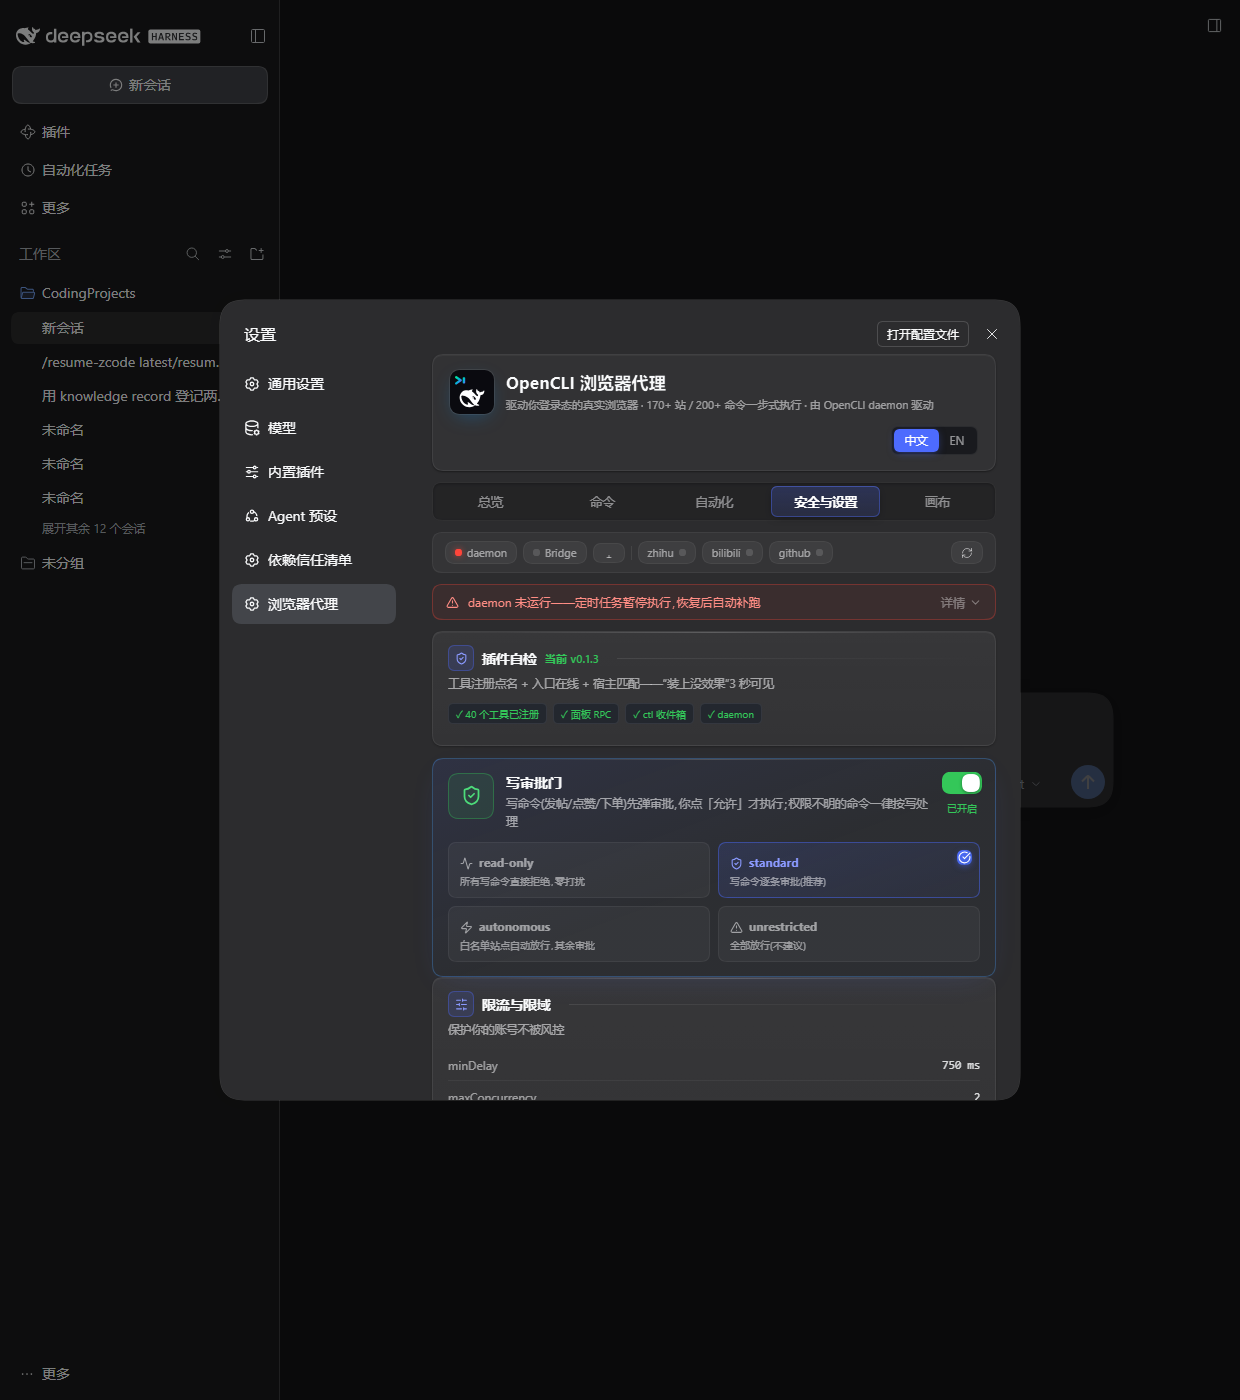 deepseek HARNESS
新会话
插件
自动化任务
更多
工作区
CodingProjects
新会话
/resume-zcode latest/resum.
用 knowledge record 登记两.
未命名
未命名
未命名
展开其余 12 个会话
未分组
更多
设置
打开配置文件
通用设置
模型
内置插件
Agent 预设
依赖信任清单
浏览器代理
OpenCLI 浏览器代理
驱动你登录态的真实浏览器 · 170+ 站 / 200+ 命令一步式执行 · 由 OpenCLI daemon 驱动
中文 EN
总览 命令 自动化 安全与设置 画布
daemon Bridge zhihu bilibili github
daemon 未运行——定时任务暂停执行,恢复后自动补跑 详情
插件自检 当前 v0.1.3
工具注册点名 + 入口在线 + 宿主匹配——"装上没效果"3 秒可见
✓ 40 个工具已注册 ✓ 面板 RPC ✓ ctl 收件箱 ✓ daemon
写审批门
写命令(发帖/点赞/下单)先弹审批,你点「允许」才执行;权限不明的命令一律按写处
理
已开启
read-only
所有写命令直接拒绝,零打扰
standard
写命令逐条审批(推荐)
autonomous
白名单站点自动放行,其余审批
unrestricted
全部放行(不建议)
限流与限域
保护你的账号不被风控
minDelay 750 ms
maxConcurrency 2